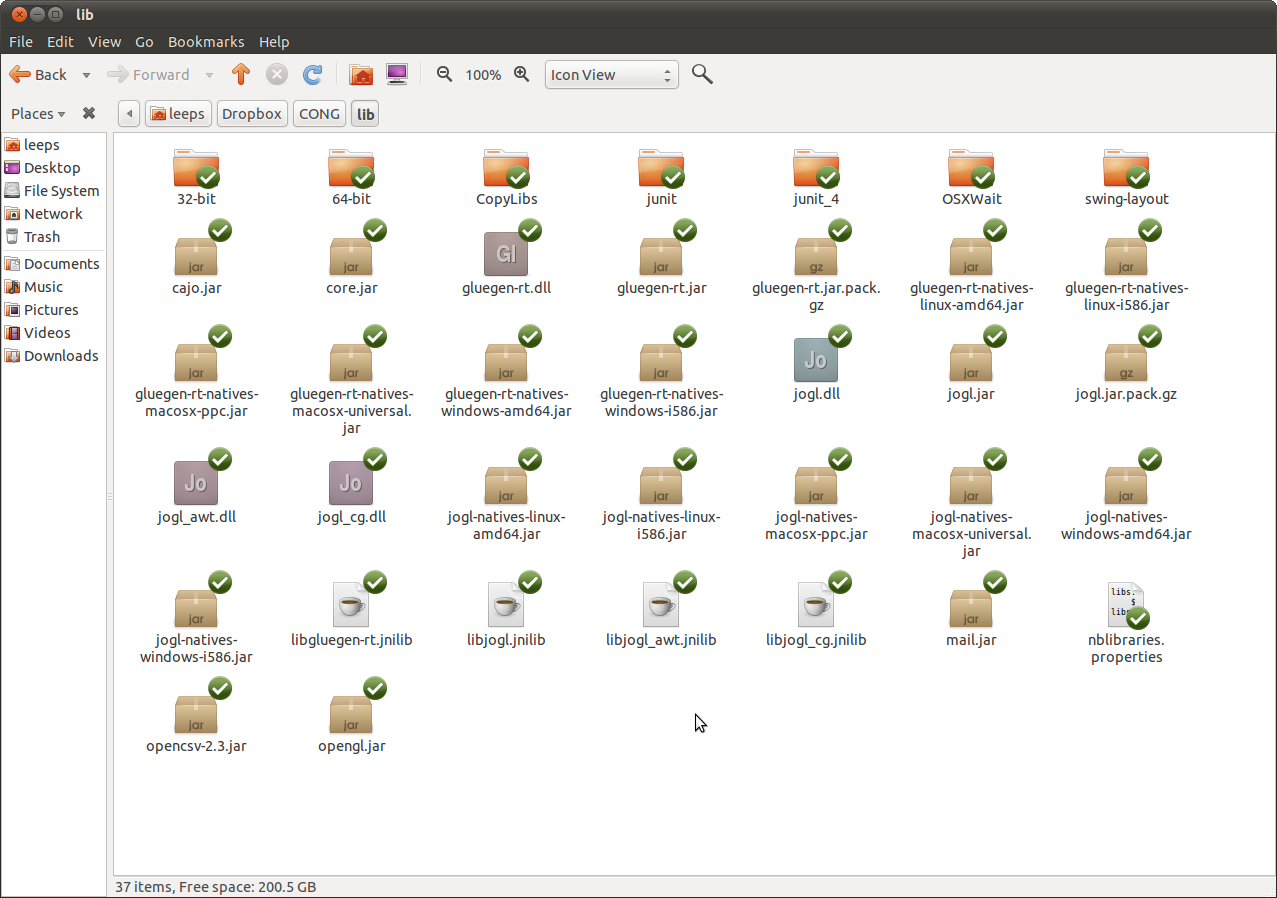 lib
File Edit View Go Bookmarks Help
Back Forward 100% Icon View
Places leeps Dropbox CONG lib
leeps
Desktop
File System
Network
Trash
Documents
Music
Pictures
Videos
Downloads
32-bit 64-bit CopyLibs junit junit_4 OSXWait swing-layout
jar jar Gl jar gz jar jar
cajo.jar core.jar gluegen-rt.dll gluegen-rt.jar gluegen-rt.jar.pack. gluegen-rt-natives- gluegen-rt-natives-
gz linux-amd64.jar linux-i586.jar
jar jar jar jar Jo jar gz
gluegen-rt-natives- gluegen-rt-natives- gluegen-rt-natives- gluegen-rt-natives- jogl.dll jogl.jar jogl.jar.pack.gz
macosx-ppc.jar macosx-universal. windows-amd64.jar windows-i586.jar
jar
Jo Jo jar jar jar jar jar
jogl_awt.dll jogl_cg.dll jogl-natives-linux- jogl-natives-linux- jogl-natives- jogl-natives- jogl-natives-
amd64.jar i586.jar macosx-ppc.jar macosx-universal. windows-amd64.jar
jar
libs.
$
jar jar libs
jogl-natives- libgluegen-rt.jnilib libjogl.jnilib libjogl_awt.jnilib libjogl_cg.jnilib mail.jar nblibraries.
windows-i586.jar properties
jar jar
opencsv-2.3.jar opengl.jar
37 items, Free space: 200.5 GB